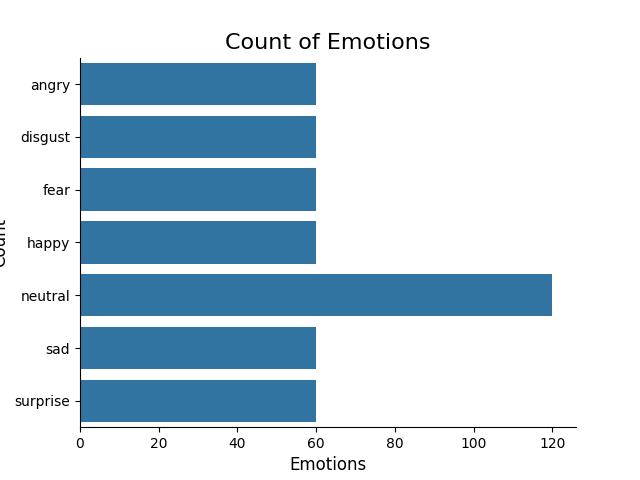 Count of Emotions
angry
disgust
fear
happy
neutral
sad
surprise
Count
0 20 40 60 80 100 120
Emotions